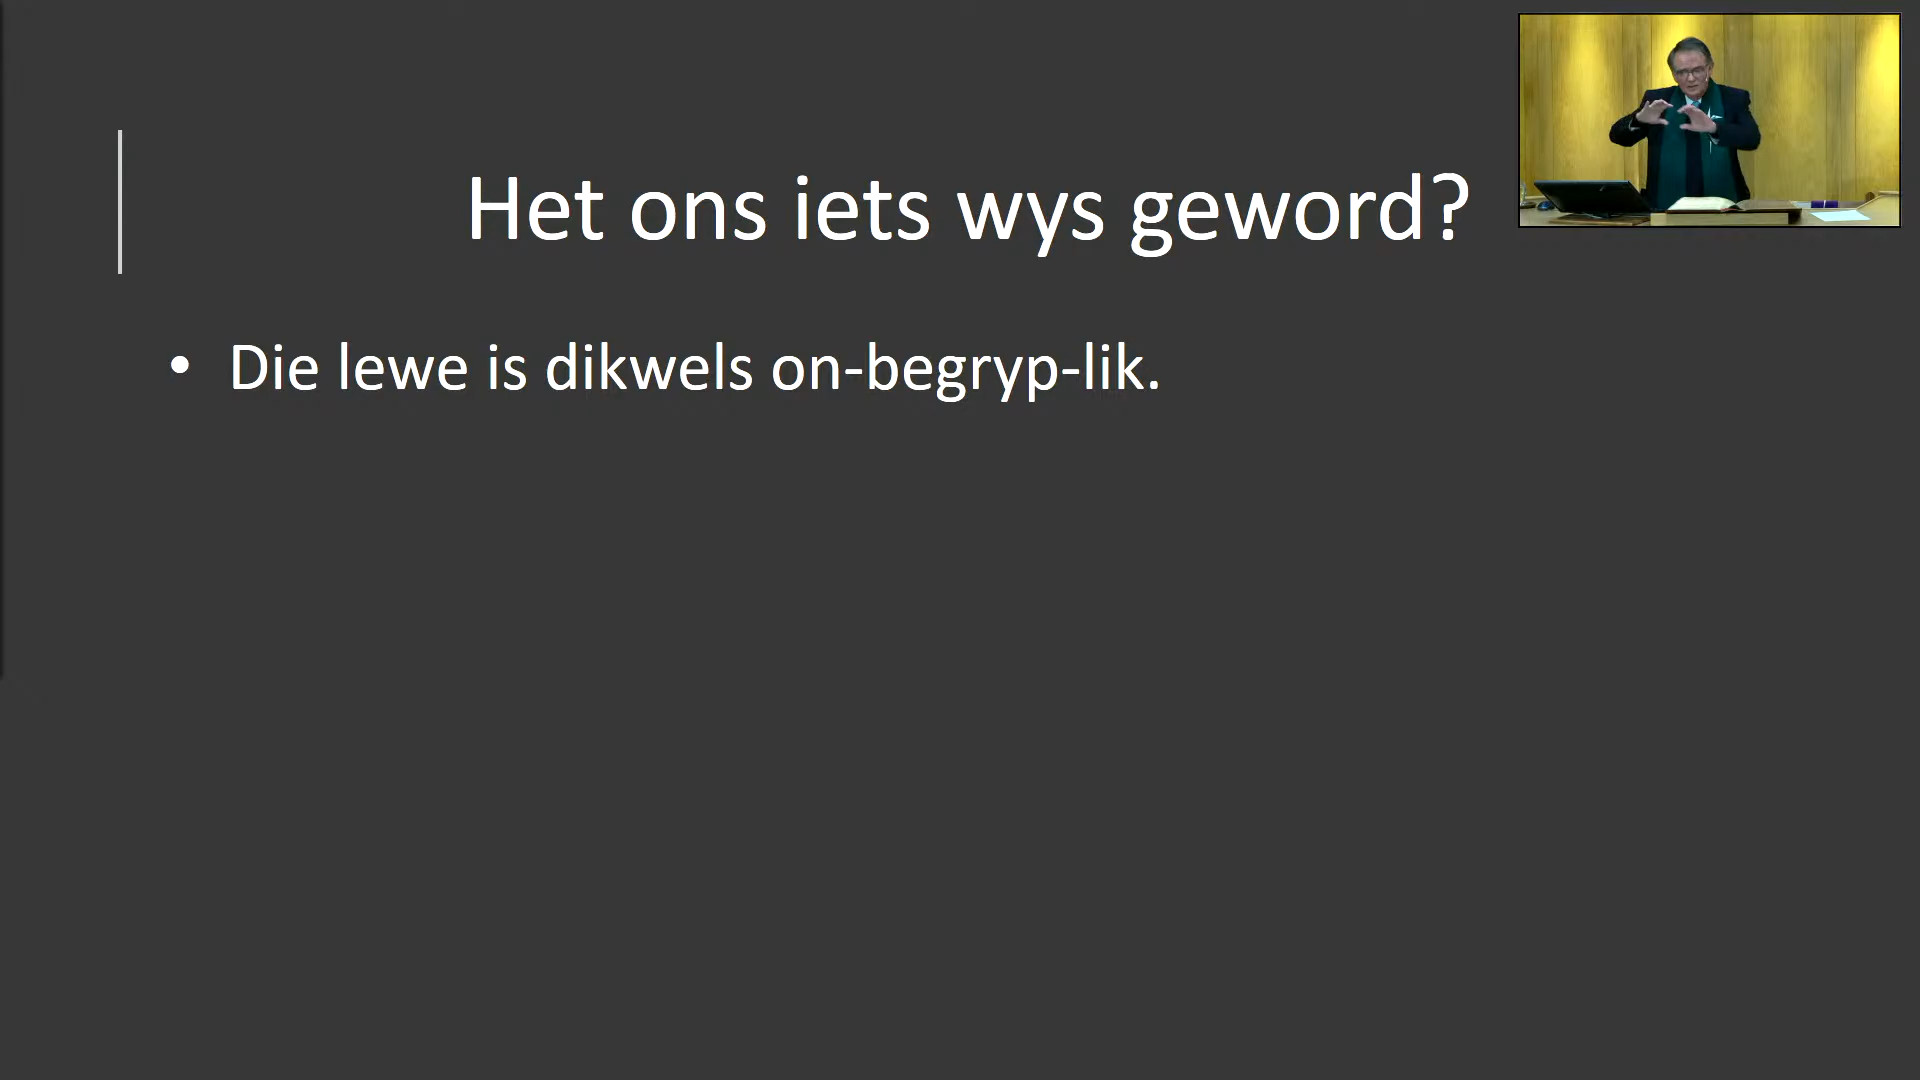 Het ons iets wys geword?
• Die lewe is dikwels on-begryp-lik.